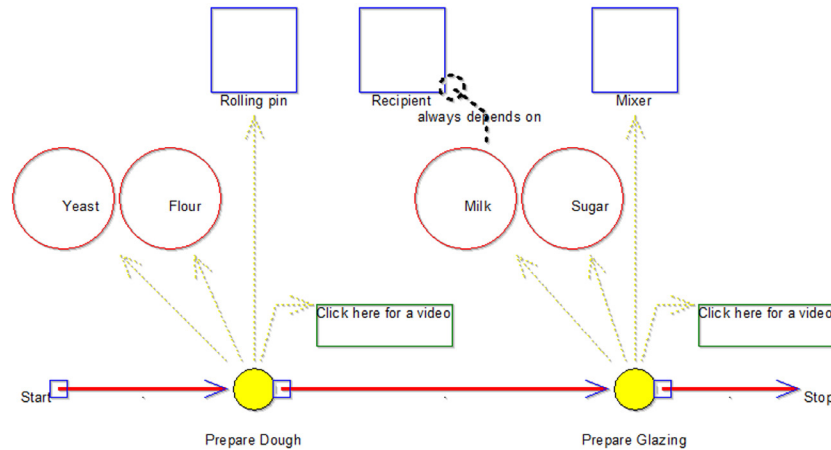 Rolling pin
Recipient
Mixer
always depends on
Yeast
Flour
Milk
Sugar
Click here for a video
Click here for a video
Start
Stop
Prepare Dough
Prepare Glazing